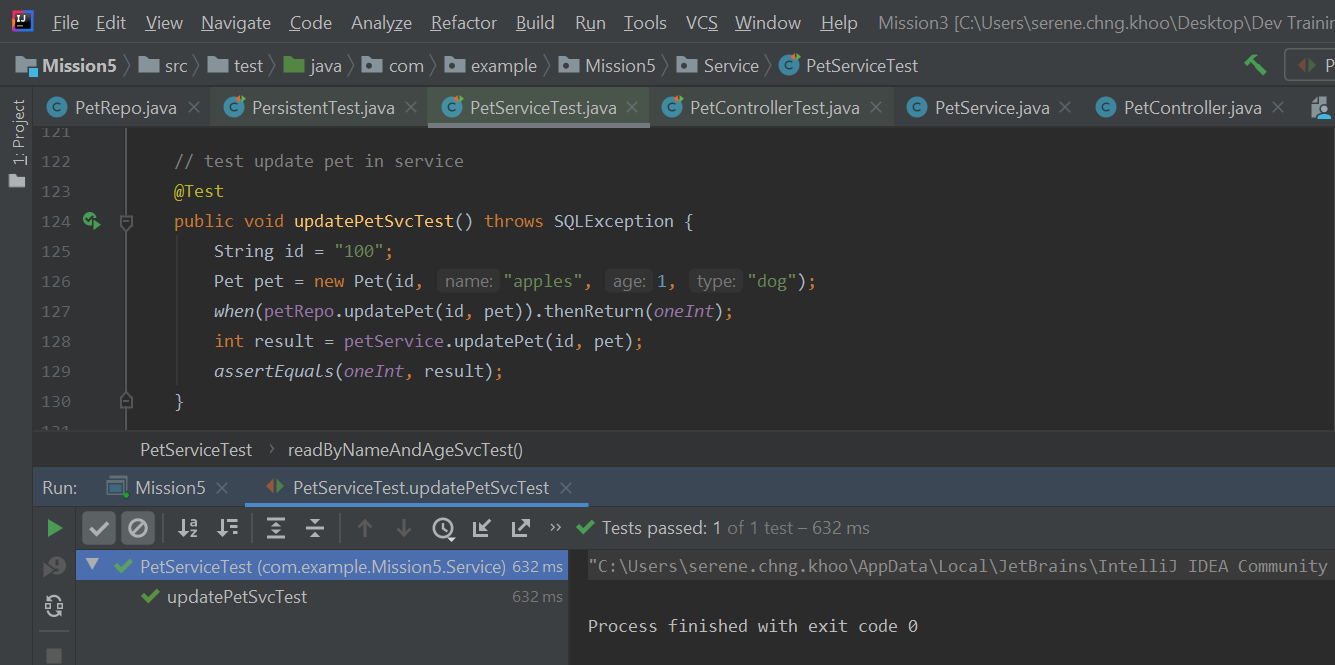 File Edit View Navigate Code Analyze Refactor Build Run Tools VCS Window Help Mission3 [C:\Users\serene.chng.khoo\Desktop\Dev Trainin
Mission5 src test java com example Mission5 Service PetServiceTest P
1: Project
PetRepo.java PersistentTest.java PetServiceTest.java PetControllerTest.java PetService.java PetController.java
121
122 // test update pet in service
123 @Test
124 public void updatePetSvcTest() throws SQLException {
125 String id = "100";
126 Pet pet = new Pet(id, name: "apples", age: 1, type: "dog");
127 when(petRepo.updatePet(id, pet)).thenReturn(oneInt);
128 int result = petService.updatePet(id, pet);
129 assertEquals(oneInt, result);
130 }
131
PetServiceTest › readByNameAndAgeSvcTest()
Run: Mission5 PetServiceTest.updatePetSvcTest
Tests passed: 1 of 1 test – 632 ms
PetServiceTest (com.example.Mission5.Service) 632 ms
updatePetSvcTest 632 ms
"C:\Users\serene.chng.khoo\AppData\Local\JetBrains\IntelliJ IDEA Community
Process finished with exit code 0